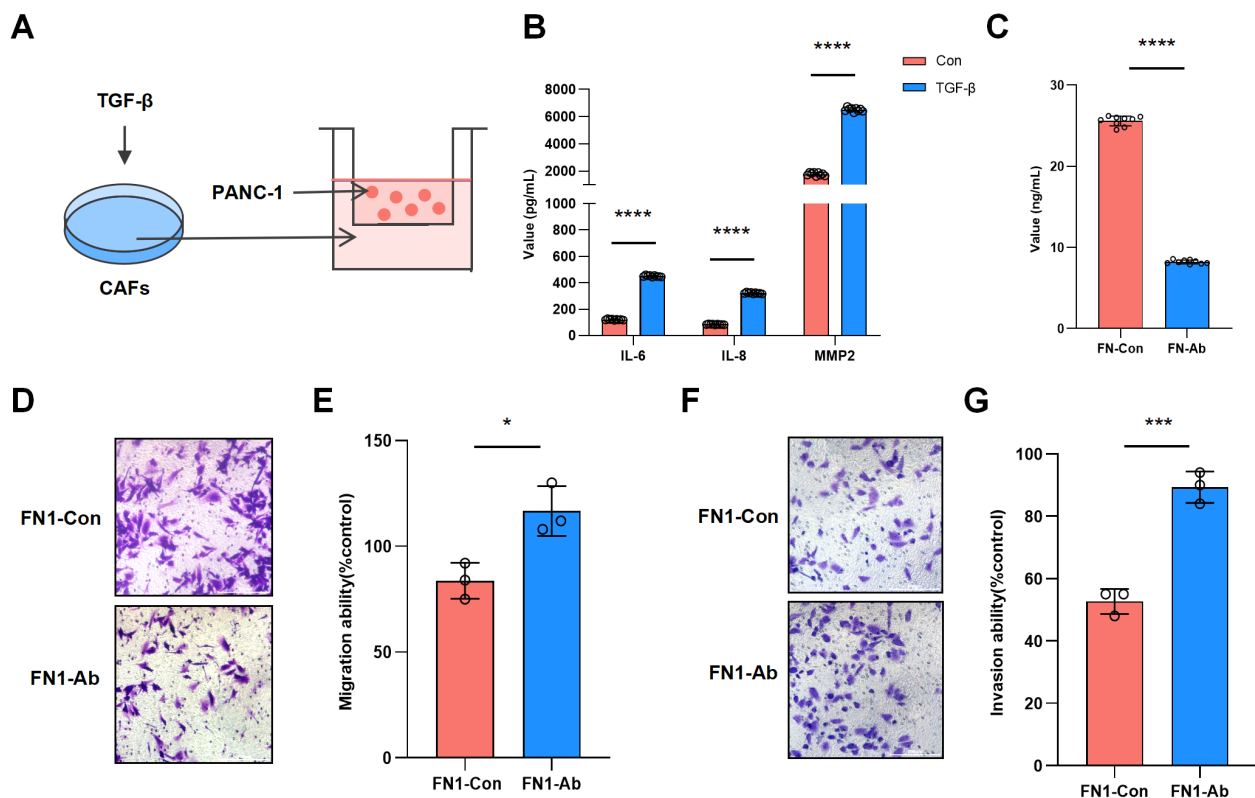 A
TGF-β
PANC-1
CAFs
B
****
****
****
Con
TGF-β
Value (pg/mL)
8000
6000
4000
2000
1000
800
600
400
200
0
IL-6
IL-8
MMP2
C
****
Value (ng/mL)
30
20
10
0
FN-Con
FN-Ab
D
FN1-Con
FN1-Ab
E
*
Migration ability(%control)
150
100
50
0
FN1-Con
FN1-Ab
F
FN1-Con
FN1-Ab
G
***
Invasion ability(%control)
100
80
60
40
20
0
FN1-Con
FN1-Ab